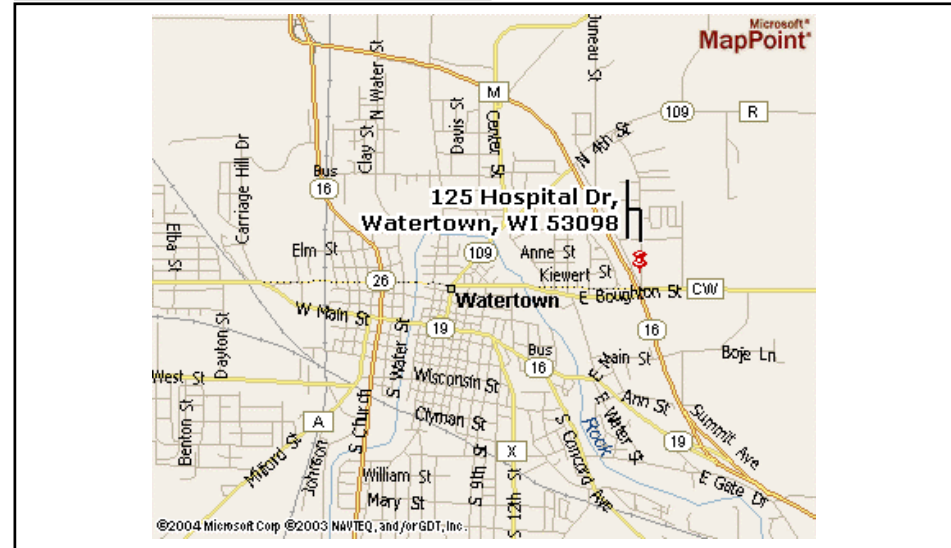 Microsoft®
MapPoint®
Juneau St
N Water St
M
109
R
Clay St
Davis St
Center St
N 4th St
Carriage Hill Dr
Bus
16
125 Hospital Dr,
Watertown, WI 53098
Elba St
Elm St
109
Anne St
Kiewert St
26
Watertown
E Boughton St
CW
W Main St
19
16
Dayton St
S Water St
Bus
16
ain St
Boje Ln
West St
Wisconsin St
E M
Ann St
Benton St
A
S Church
Clyman St
E Water St
Summit Ave
Rock
19
X
Milford St
Johnson
S Concord Ave
E Gate Dr
William St
Mary St
S 12th St
©2004 Microsoft Corp ©2003 NAVTEQ, and/or GDT, Inc.